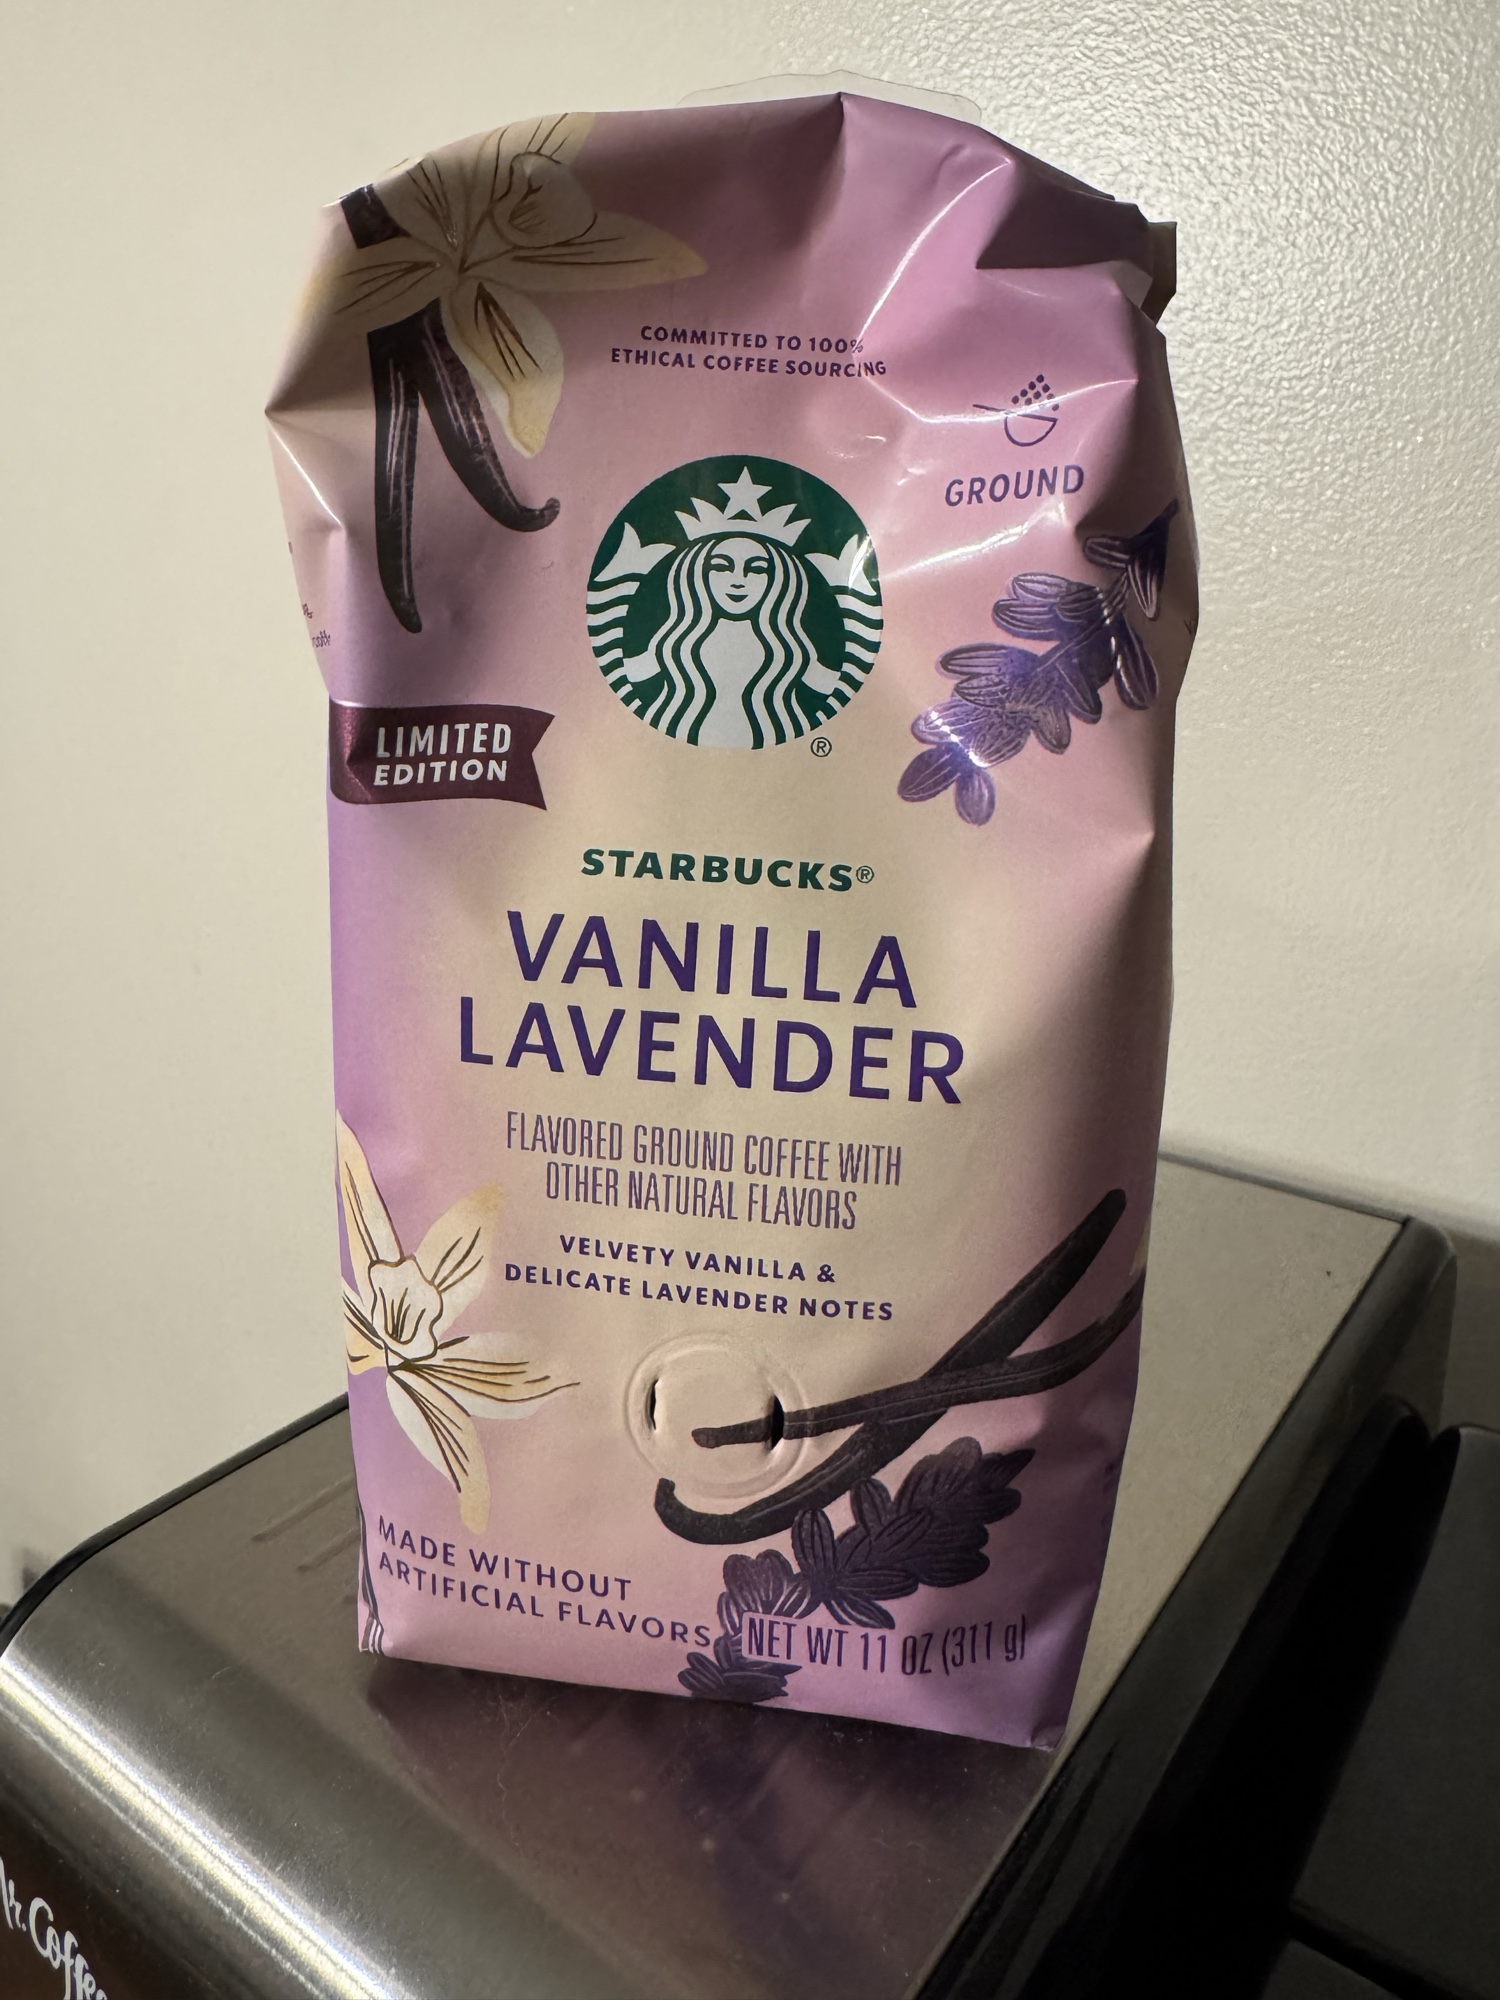 COMMITTED TO 100%
ETHICAL COFFEE SOURCING
GROUND
®
LIMITED
EDITION
STARBUCKS®
VANILLA
LAVENDER
FLAVORED GROUND COFFEE WITH
OTHER NATURAL FLAVORS
VELVETY VANILLA &
DELICATE LAVENDER NOTES
MADE WITHOUT
ARTIFICIAL FLAVORS
NET WT 11 OZ (311 g)